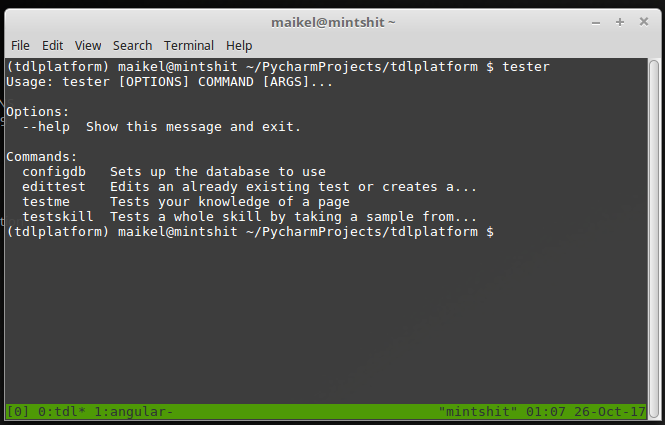 maikel@mintshit ~
File Edit View Search Terminal Help
(tdlplatform) maikel@mintshit ~/PycharmProjects/tdlplatform $ tester
Usage: tester [OPTIONS] COMMAND [ARGS]...
Options:
--help  Show this message and exit.
Commands:
configdb   Sets up the database to use
edittest   Edits an already existing test or creates a...
testme     Tests your knowledge of a page
testskill  Tests a whole skill by taking a sample from...
(tdlplatform) maikel@mintshit ~/PycharmProjects/tdlplatform $
[0] 0:tdl* 1:angular- "mintshit" 01:07 26-Oct-17